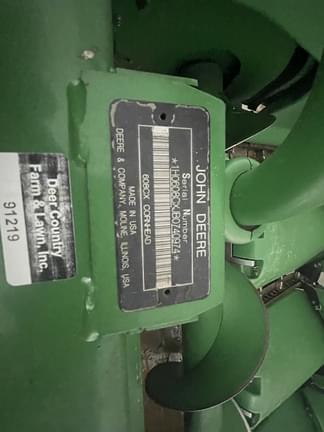 JOHN DEERE
Serial Number
*1H0608CXJB0740974*
608CX CORNHEAD
MADE IN USA
DEERE & COMPANY, MOLINE, ILLINOIS, USA
Deer Country
Farm & Lawn, Inc.
91219